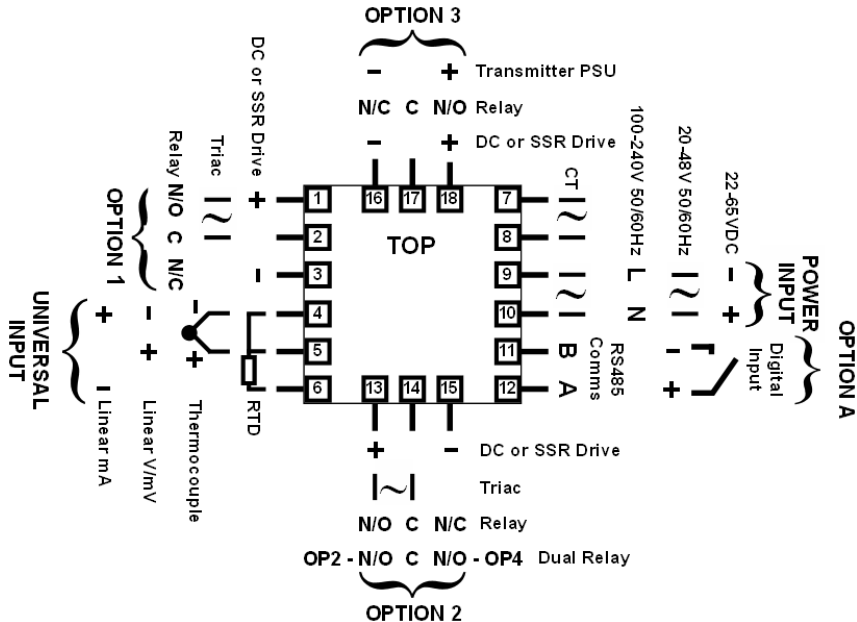 OPTION 3
- + Transmitter PSU
N/C C N/O Relay
- + DC or SSR Drive
16 17 18
TOP
OPTION 1
Relay N/O C N/C
Triac
DC or SSR Drive + -
1
2
3
4
5
6
UNIVERSAL
INPUT
+ - Linear mA
- + Linear V/mV
- + Thermocouple
RTD
7
8
9
10
11
12
CT
100-240V 50/60Hz L N
20-48V 50/60Hz
22-65VDC - +
POWER
INPUT
B A
RS485
Comms
- +
Digital
Input
OPTION A
13 14 15
+ - DC or SSR Drive
Triac
N/O C N/C Relay
OP2 - N/O C N/O - OP4 Dual Relay
OPTION 2